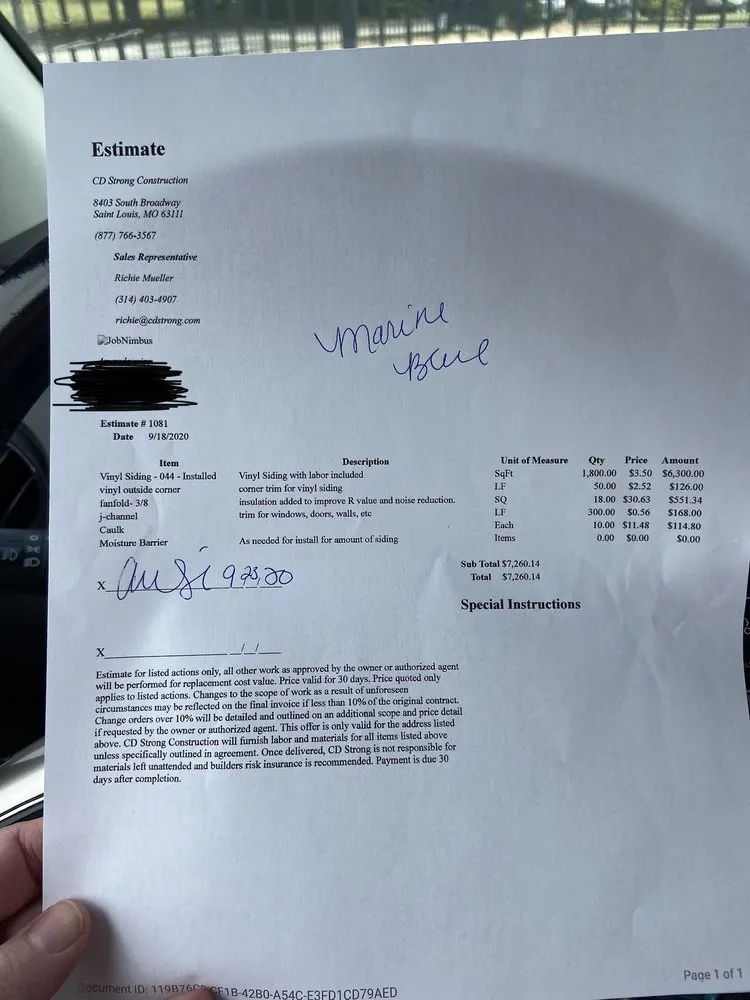 Estimate
CD Strong Construction
8403 South Broadway
Saint Louis, MO 63111
(877) 766-3567
Sales Representative
Richie Mueller
(314) 403-4907
richie@cdstrong.com
JobNimbus
Marine
Blue
Estimate # 1081
Date 9/18/2020
Item Description Unit of Measure Qty Price Amount
Vinyl Siding - 044 - Installed Vinyl Siding with labor included SqFt 1,800.00 $3.50 $6,300.00
vinyl outside corner corner trim for vinyl siding LF 50.00 $2.52 $126.00
fanfold- 3/8 insulation added to improve R value and noise reduction. SQ 18.00 $30.63 $551.34
j-channel trim for windows, doors, walls, etc LF 300.00 $0.56 $168.00
Caulk Each 10.00 $11.48 $114.80
Moisture Barrier As needed for install for amount of siding Items 0.00 $0.00 $0.00
Sub Total $7,260.14
Total $7,260.14
X
Special Instructions
X _/_/_
Estimate for listed actions only, all other work as approved by the owner or authorized agent
will be performed for replacement cost value. Price valid for 30 days. Price quoted only
applies to listed actions. Changes to the scope of work as a result of unforeseen
circumstances may be reflected on the final invoice if less than 10% of the original contract.
Change orders over 10% will be detailed and outlined on an additional scope and price detail
if requested by the owner or authorized agent. This offer is only valid for the address listed
above. CD Strong Construction will furnish labor and materials for all items listed above
unless specifically outlined in agreement. Once delivered, CD Strong is not responsible for
materials left unattended and builders risk insurance is recommended. Payment is due 30
days after completion.
Page 1 of 1
Document ID: